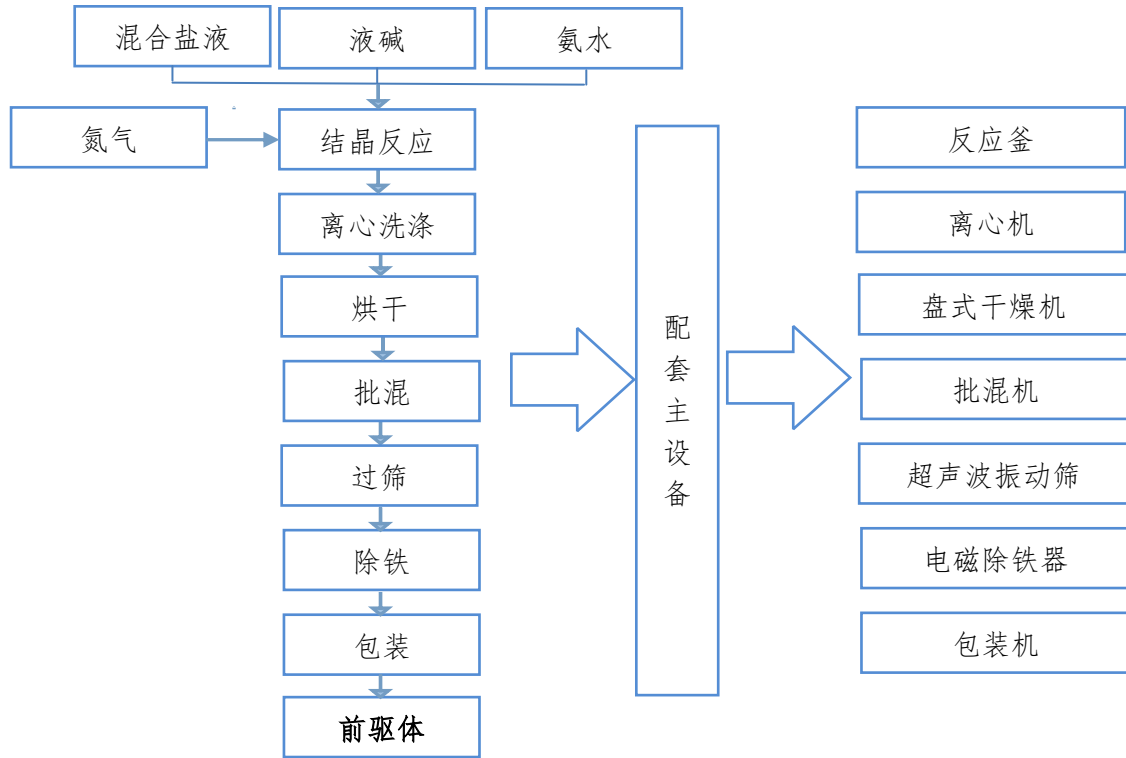 混合盐液
液碱
氨水
氮气
结晶反应
离心洗涤
烘干
批混
过筛
除铁
包装
前驱体
配套主设备
反应釜
离心机
盘式干燥机
批混机
超声波振动筛
电磁除铁器
包装机